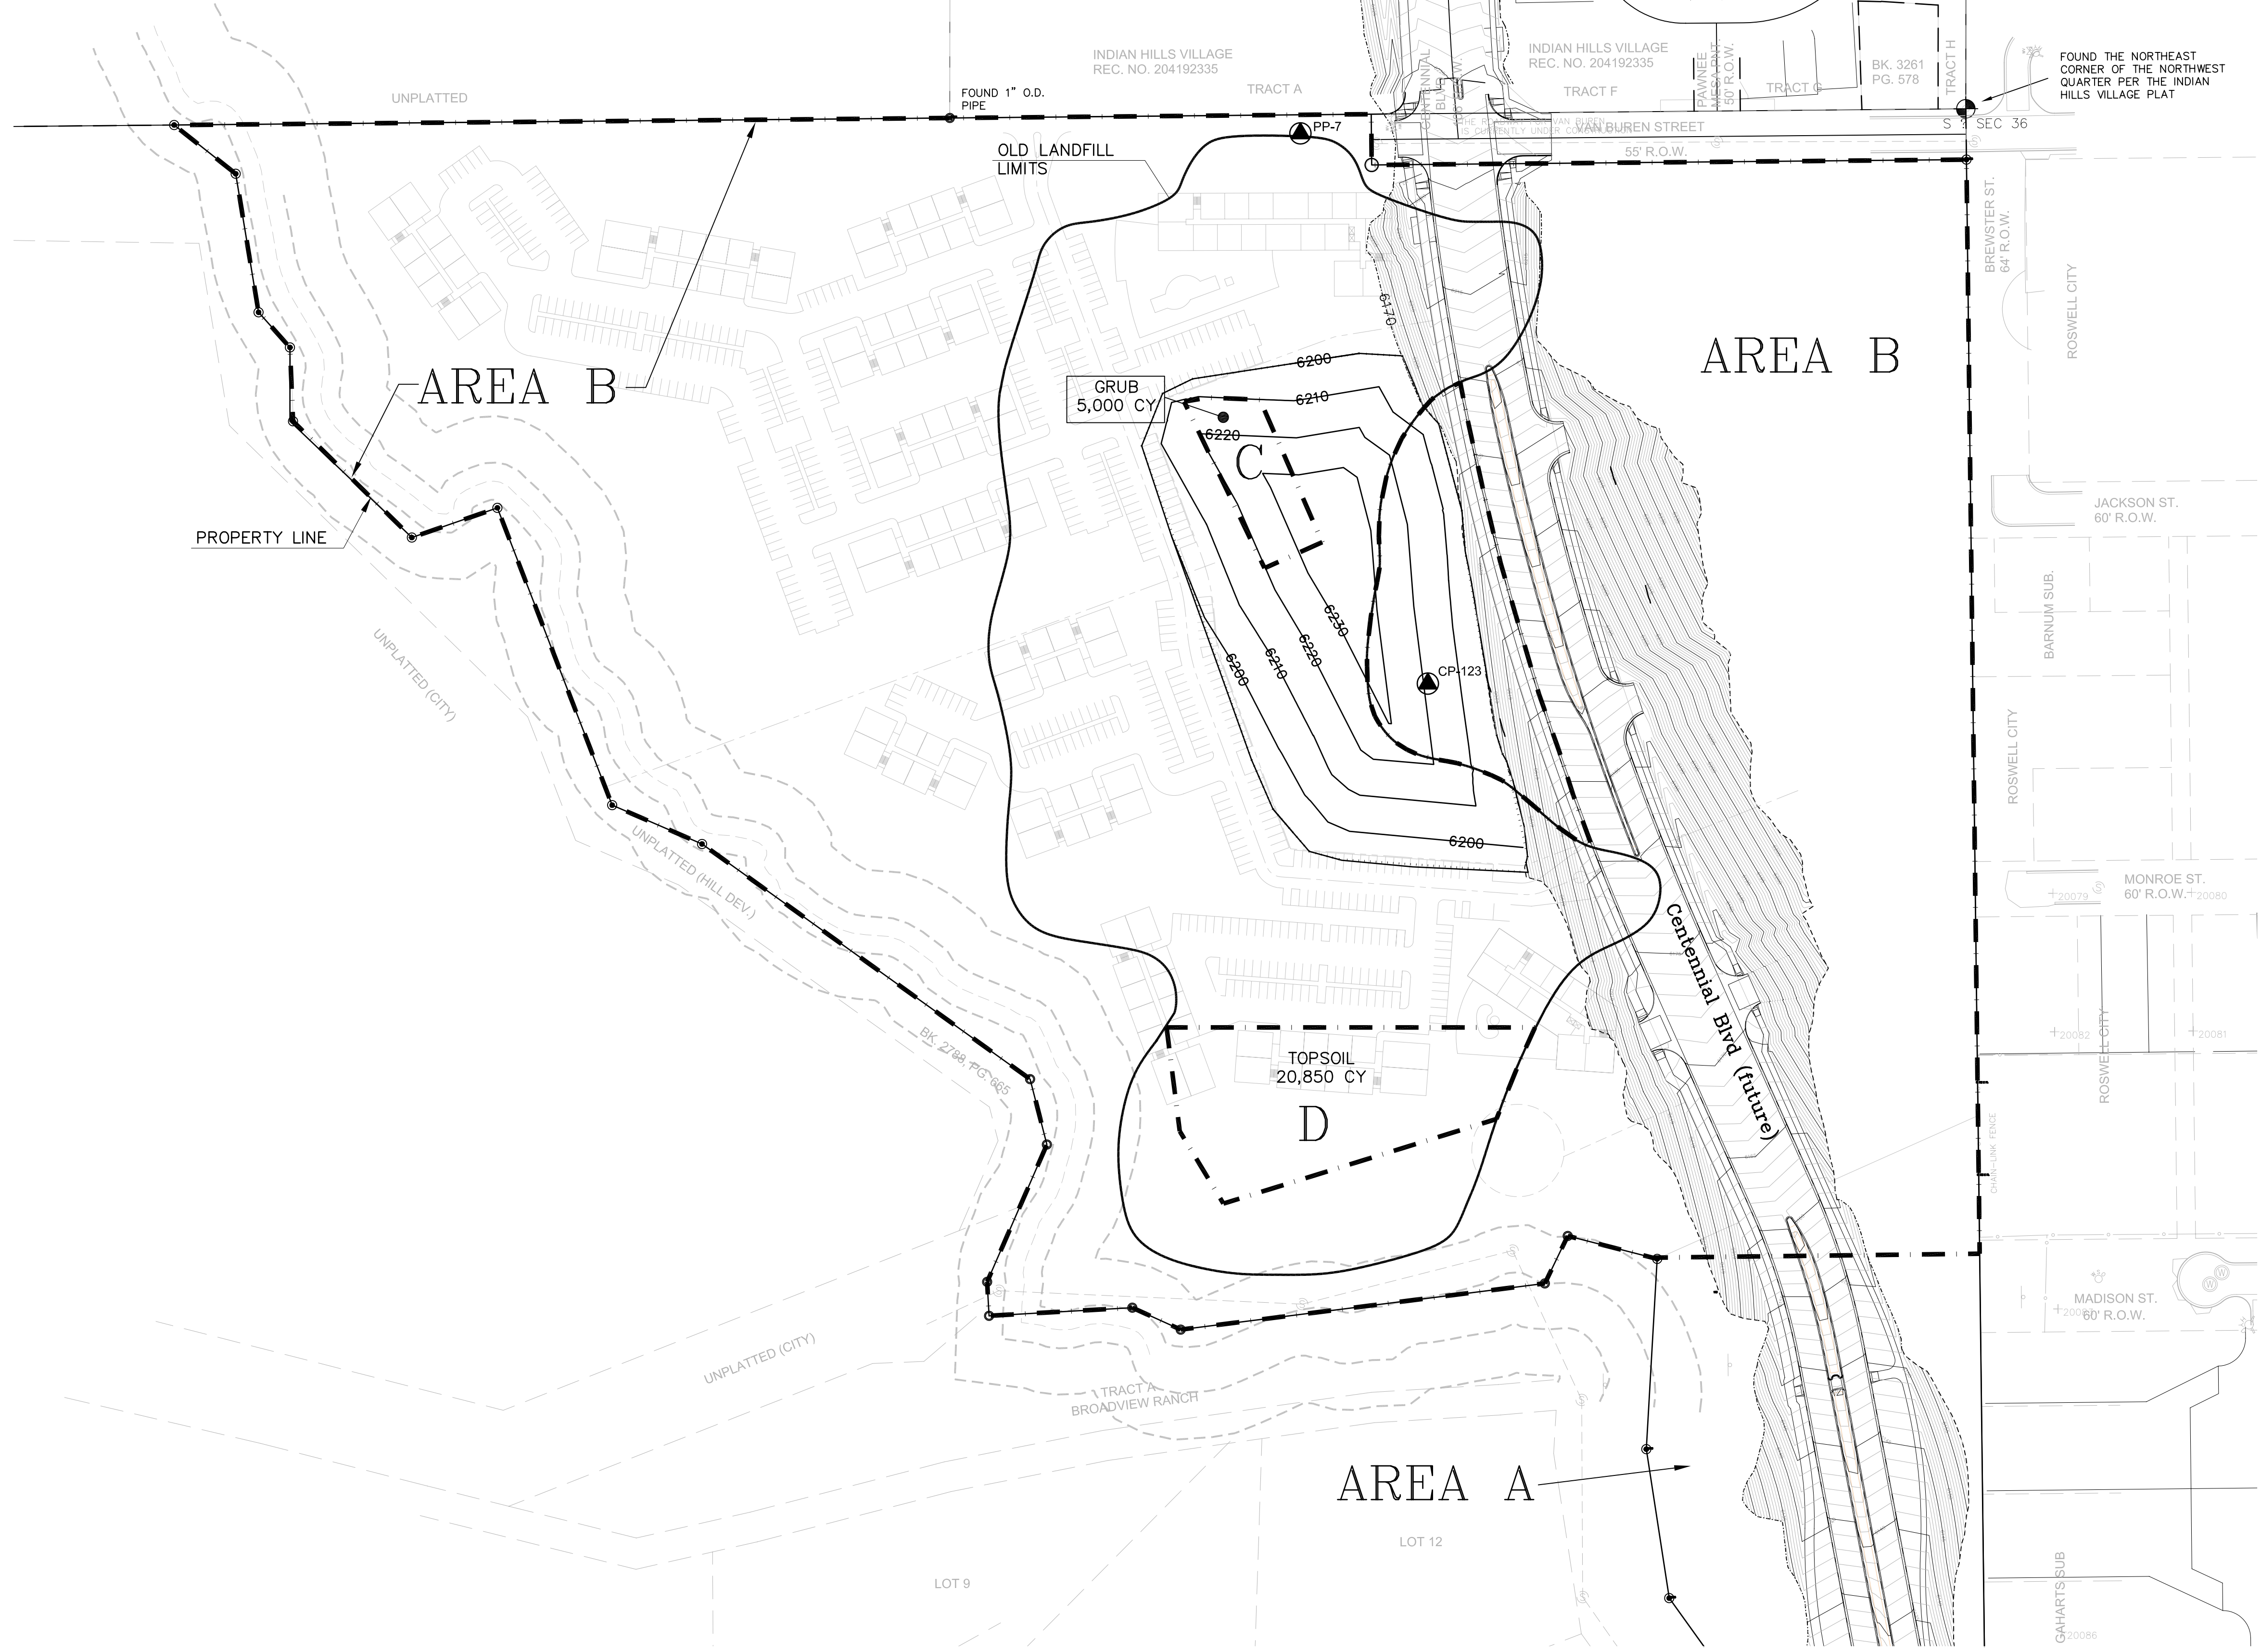 INDIAN HILLS VILLAGE
REC. NO. 204192335
TRACT A
UNPLATTED
FOUND 1" O.D.
PIPE
CENTENNIAL
BLVD.
INDIAN HILLS VILLAGE
REC. NO. 204192335
TRACT F
PAWNEE
MESA PNT.
50' R.O.W.
TRACT G
BK. 3261
PG. 578
TRACT H
FOUND THE NORTHEAST
CORNER OF THE NORTHWEST
QUARTER PER THE INDIAN
HILLS VILLAGE PLAT
PP-7
VAN BUREN STREET
55' R.O.W.
SEC 36
OLD LANDFILL
LIMITS
BREWSTER ST.
64' R.O.W.
ROSWELL CITY
6170
AREA B
AREA B
GRUB
5,000 CY
6200
6210
6220
C
6230
6220
6210
6200
CP-123
6200
PROPERTY LINE
JACKSON ST.
60' R.O.W.
BARNUM SUB.
ROSWELL CITY
UNPLATTED (CITY)
UNPLATTED (HILL DEV.)
MONROE ST.
60' R.O.W.
20079
20080
Centennial Blvd (future)
BK. 2788, PG. 665
TOPSOIL
20,850 CY
D
20082
20081
ROSWELL CITY
CHAIN-LINK FENCE
MADISON ST.
60' R.O.W.
W
W
UNPLATTED (CITY)
TRACT A
BROADVIEW RANCH
AREA A
LOT 12
LOT 9
GAHARTS SUB
20086